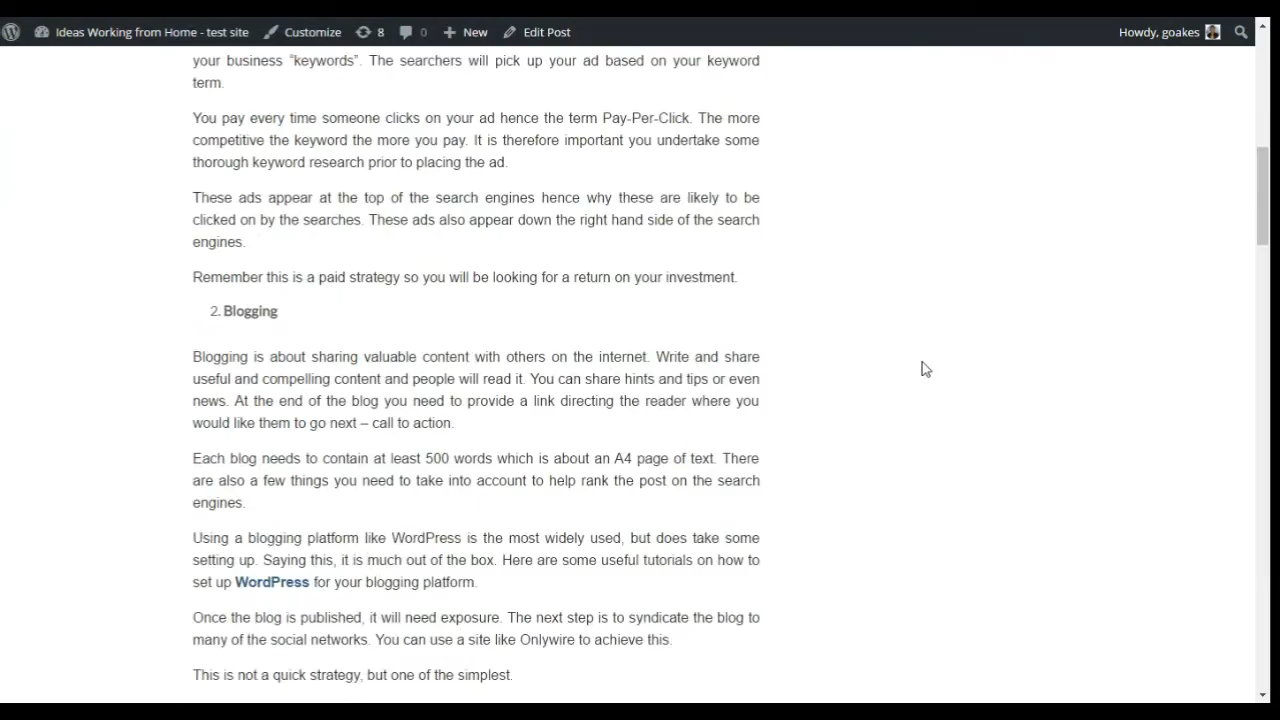 Ideas Working from Home - test site Customize 8 0 New Edit Post Howdy, goakes
your business “keywords”. The searchers will pick up your ad based on your keyword
term.
You pay every time someone clicks on your ad hence the term Pay-Per-Click. The more
competitive the keyword the more you pay. It is therefore important you undertake some
thorough keyword research prior to placing the ad.
These ads appear at the top of the search engines hence why these are likely to be
clicked on by the searches. These ads also appear down the right hand side of the search
engines.
Remember this is a paid strategy so you will be looking for a return on your investment.
2. Blogging
Blogging is about sharing valuable content with others on the internet. Write and share
useful and compelling content and people will read it. You can share hints and tips or even
news. At the end of the blog you need to provide a link directing the reader where you
would like them to go next – call to action.
Each blog needs to contain at least 500 words which is about an A4 page of text. There
are also a few things you need to take into account to help rank the post on the search
engines.
Using a blogging platform like WordPress is the most widely used, but does take some
setting up. Saying this, it is much out of the box. Here are some useful tutorials on how to
set up WordPress for your blogging platform.
Once the blog is published, it will need exposure. The next step is to syndicate the blog to
many of the social networks. You can use a site like Onlywire to achieve this.
This is not a quick strategy, but one of the simplest.